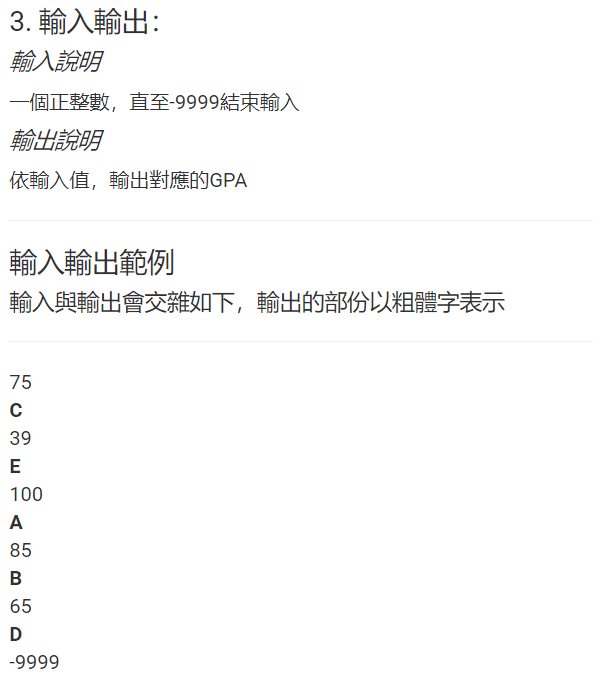 3. 輸入輸出：
輸入說明
一個正整數，直至-9999結束輸入
輸出說明
依輸入值，輸出對應的GPA
輸入輸出範例
輸入與輸出會交雜如下，輸出的部份以粗體字表示
75
C
39
E
100
A
85
B
65
D
-9999